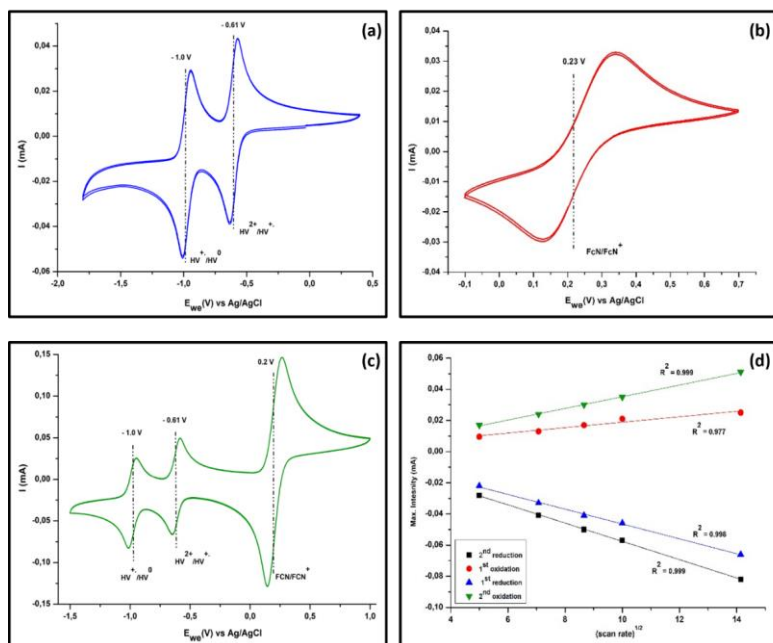 (a)
- 0.61 V
- 1.0 V
0,04
0,02
0,00
-0,02
-0,04
-0,06
I (mA)
HV+./HV0
HV2+/HV+.
-2,0 -1,5 -1,0 -0,5 0,0 0,5
Ewe(V) vs Ag/AgCl
(b)
0.23 V
0,04
0,03
0,02
0,01
0,00
-0,01
-0,02
-0,03
-0,04
I (mA)
FcN/FcN+
-0,1 0,0 0,1 0,2 0,3 0,4 0,5 0,6 0,7
Ewe(V) vs Ag/AgCl
(c)
0.2 V
- 0.61 V
- 1.0 V
0,15
0,10
0,05
0,00
-0,05
-0,10
-0,15
I (mA)
HV+./HV0
HV2+/HV+.
FCN/FCN+
-1,5 -1,0 -0,5 0,0 0,5 1,0
Ewe(V) vs Ag/AgCl
(d)
0,06
0,04
0,02
0,00
-0,02
-0,04
-0,06
-0,08
-0,10
Max. Intesnity (mA)
R2 = 0.999
R2 = 0.977
R2 = 0.996
R2 = 0.999
2nd reduction
1st oxidation
1st reduction
2nd oxidation
4 6 8 10 12 14
(scan rate)1/2